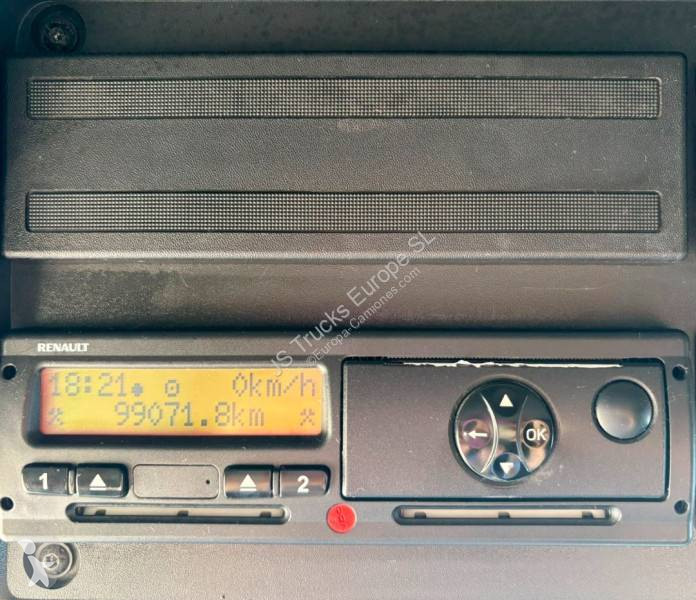 JS Trucks Europe SL
©Europa-Camiones.com
RENAULT
18:21 0km/h
99071.8km
1 OK 2